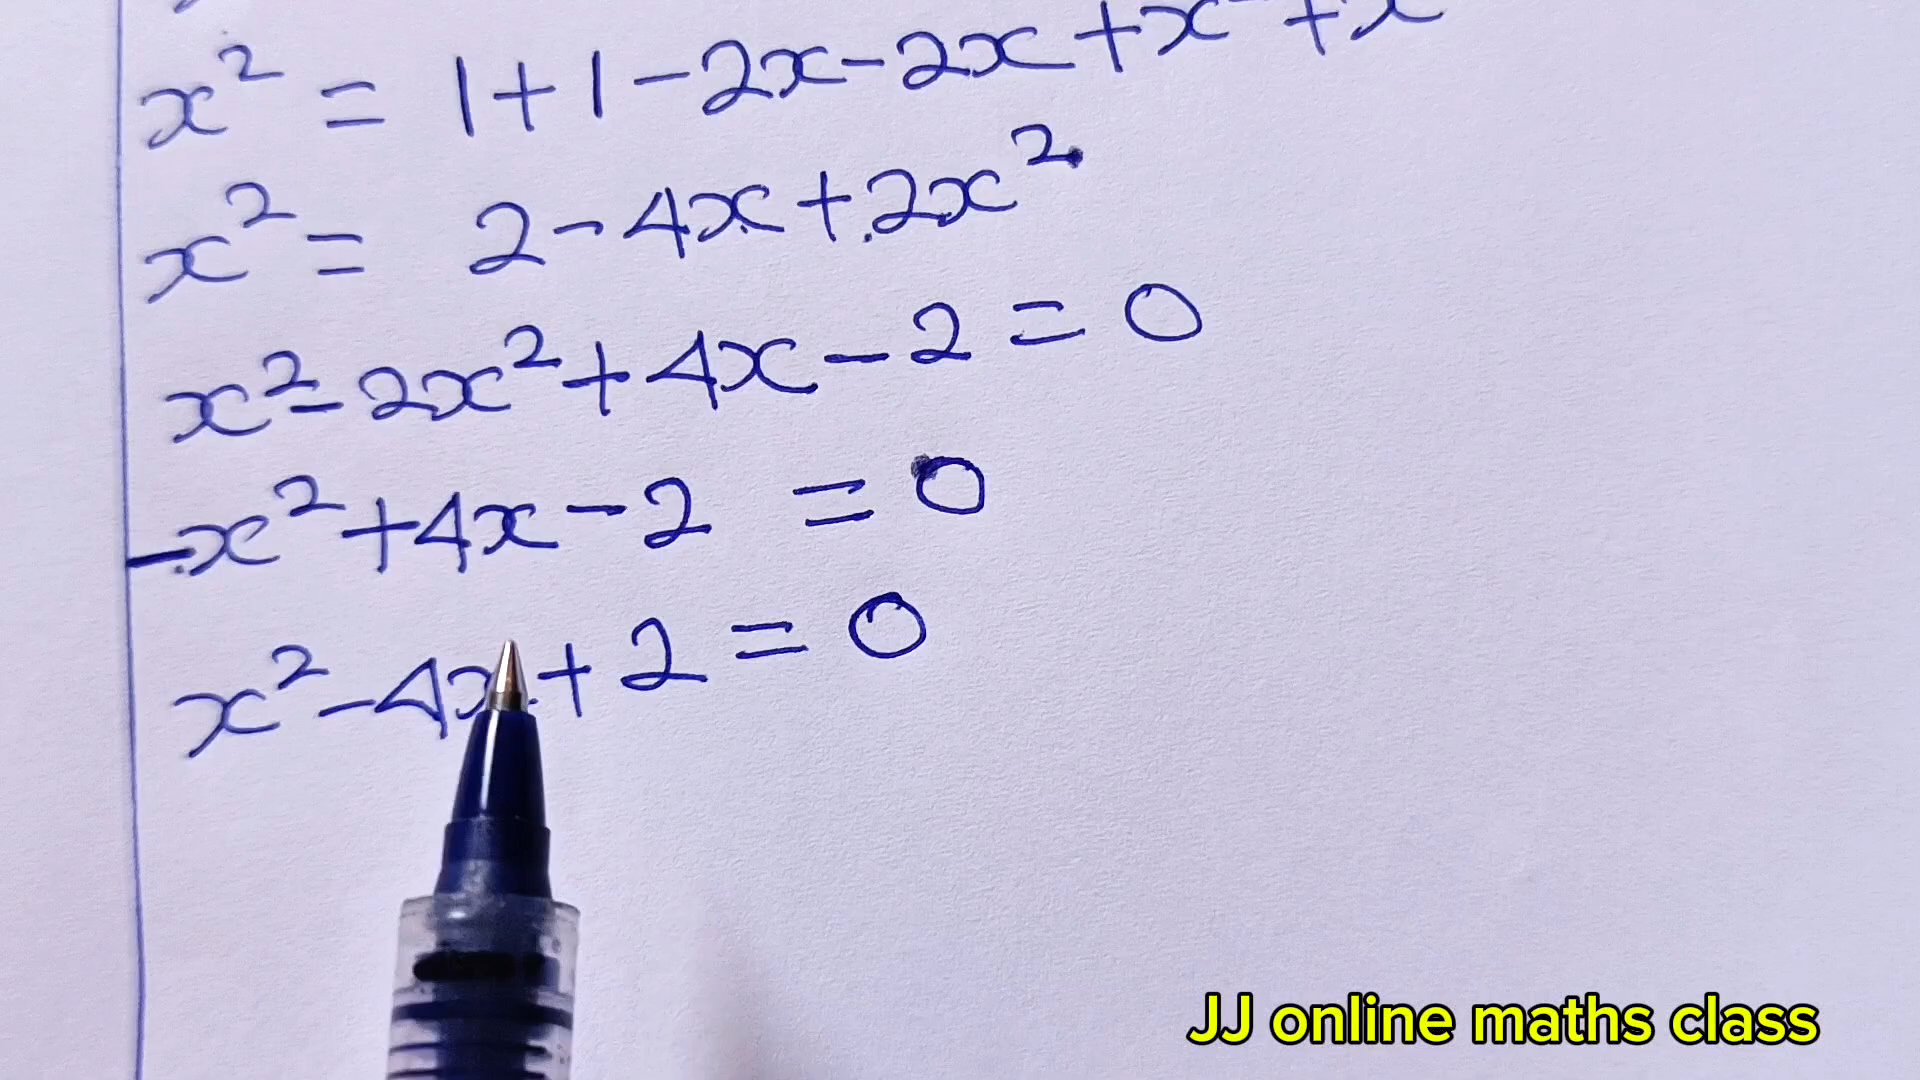 x² = 1+1-2x-2x+x²+x
x² = 2-4x+2x²
x²-2x²+4x-2=0
-x²+4x-2 =0
x²-4x+2=0
JJ online maths class